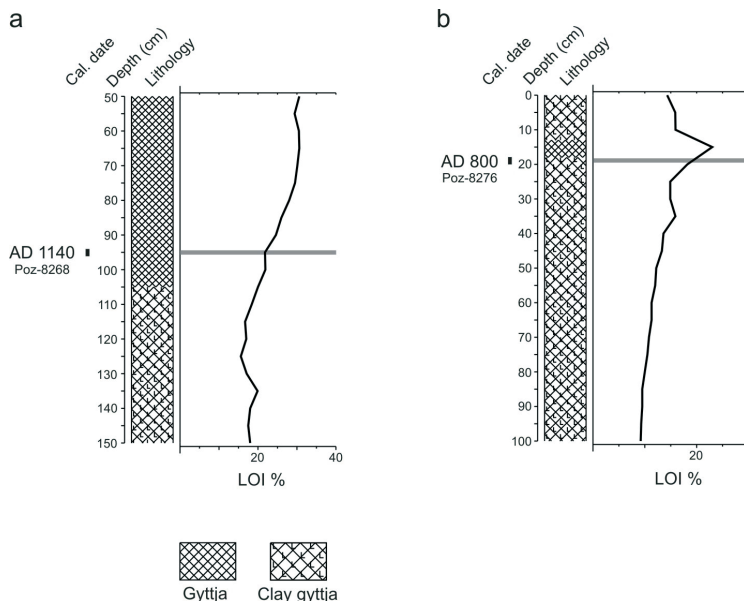 a
Cal. date
Depth (cm)
Lithology
50
60
70
80
90
100
110
120
130
140
150
AD 1140
Poz-8268
20
40
LOI %
b
Cal. date
Depth (cm)
Lithology
0
10
20
30
40
50
60
70
80
90
100
AD 800
Poz-8276
20
LOI %
Gyttja
Clay gyttja